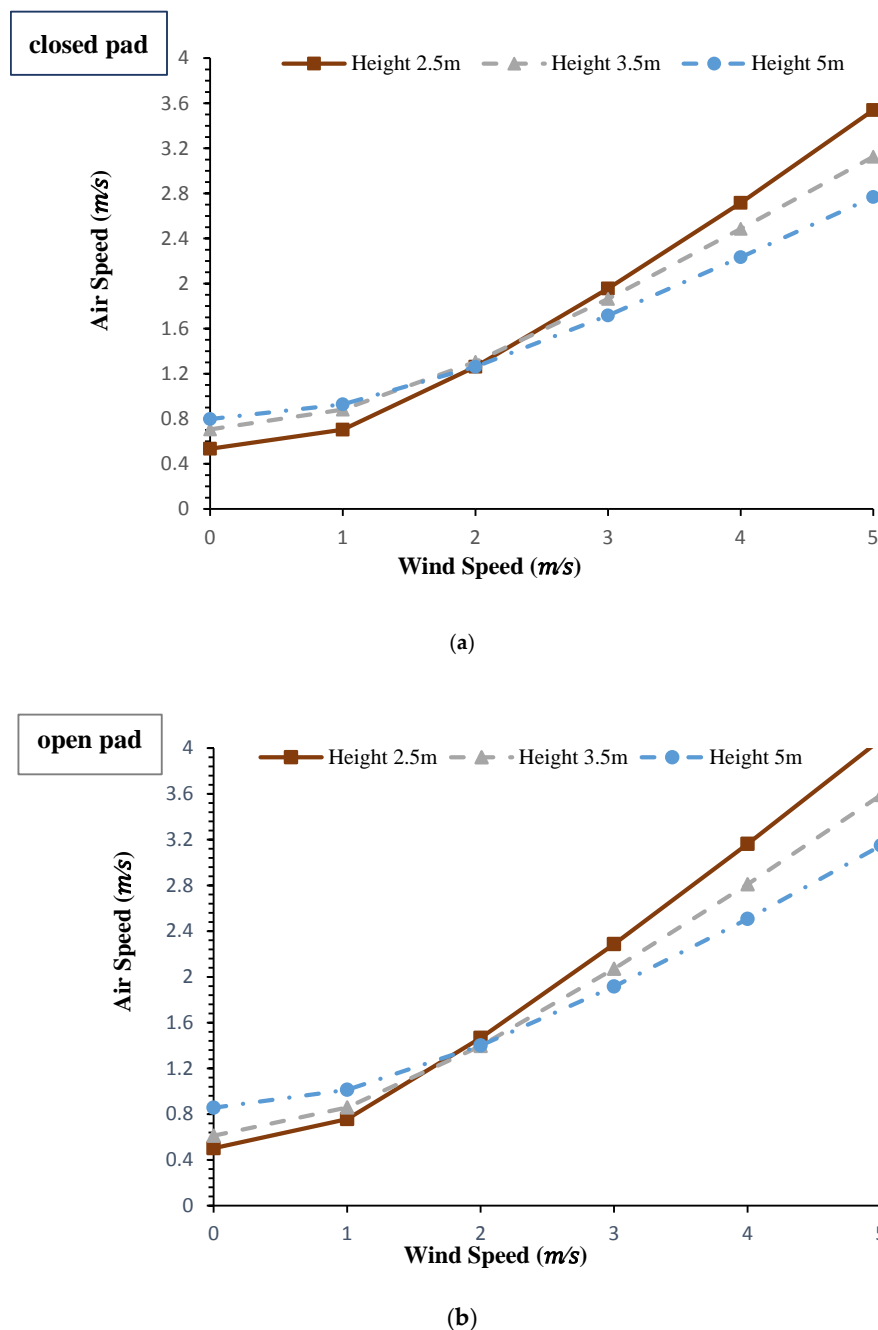 closed pad
Height 2.5m Height 3.5m Height 5m
4
3.6
3.2
2.8
2.4
2
1.6
1.2
0.8
0.4
0
Air Speed (m/s)
0 1 2 3 4 5
Wind Speed (m/s)
(a)
open pad
Height 2.5m Height 3.5m Height 5m
4
3.6
3.2
2.8
2.4
2
1.6
1.2
0.8
0.4
0
Air Speed (m/s)
0 1 2 3 4 5
Wind Speed (m/s)
(b)